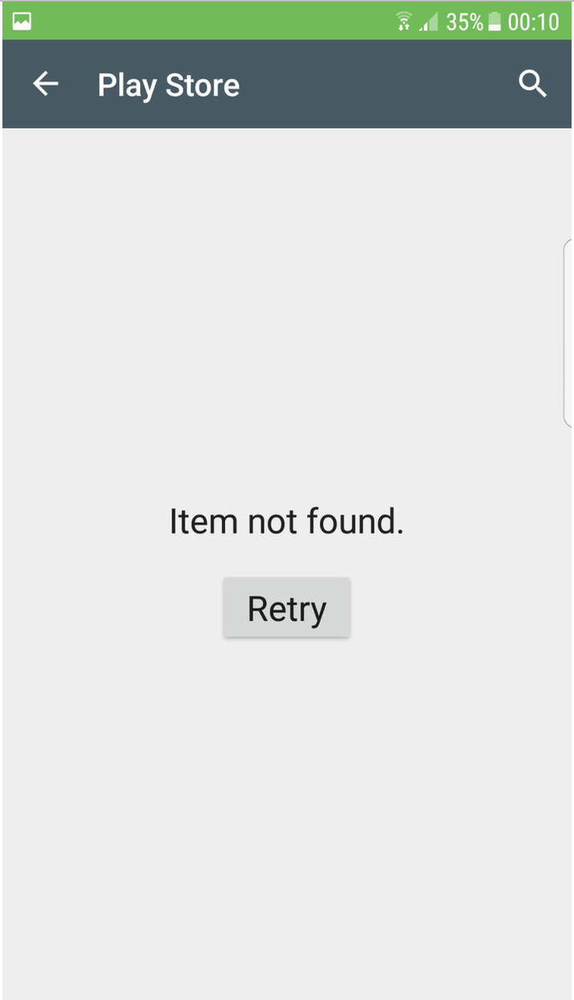 35% 00:10
Play Store
Item not found.
Retry